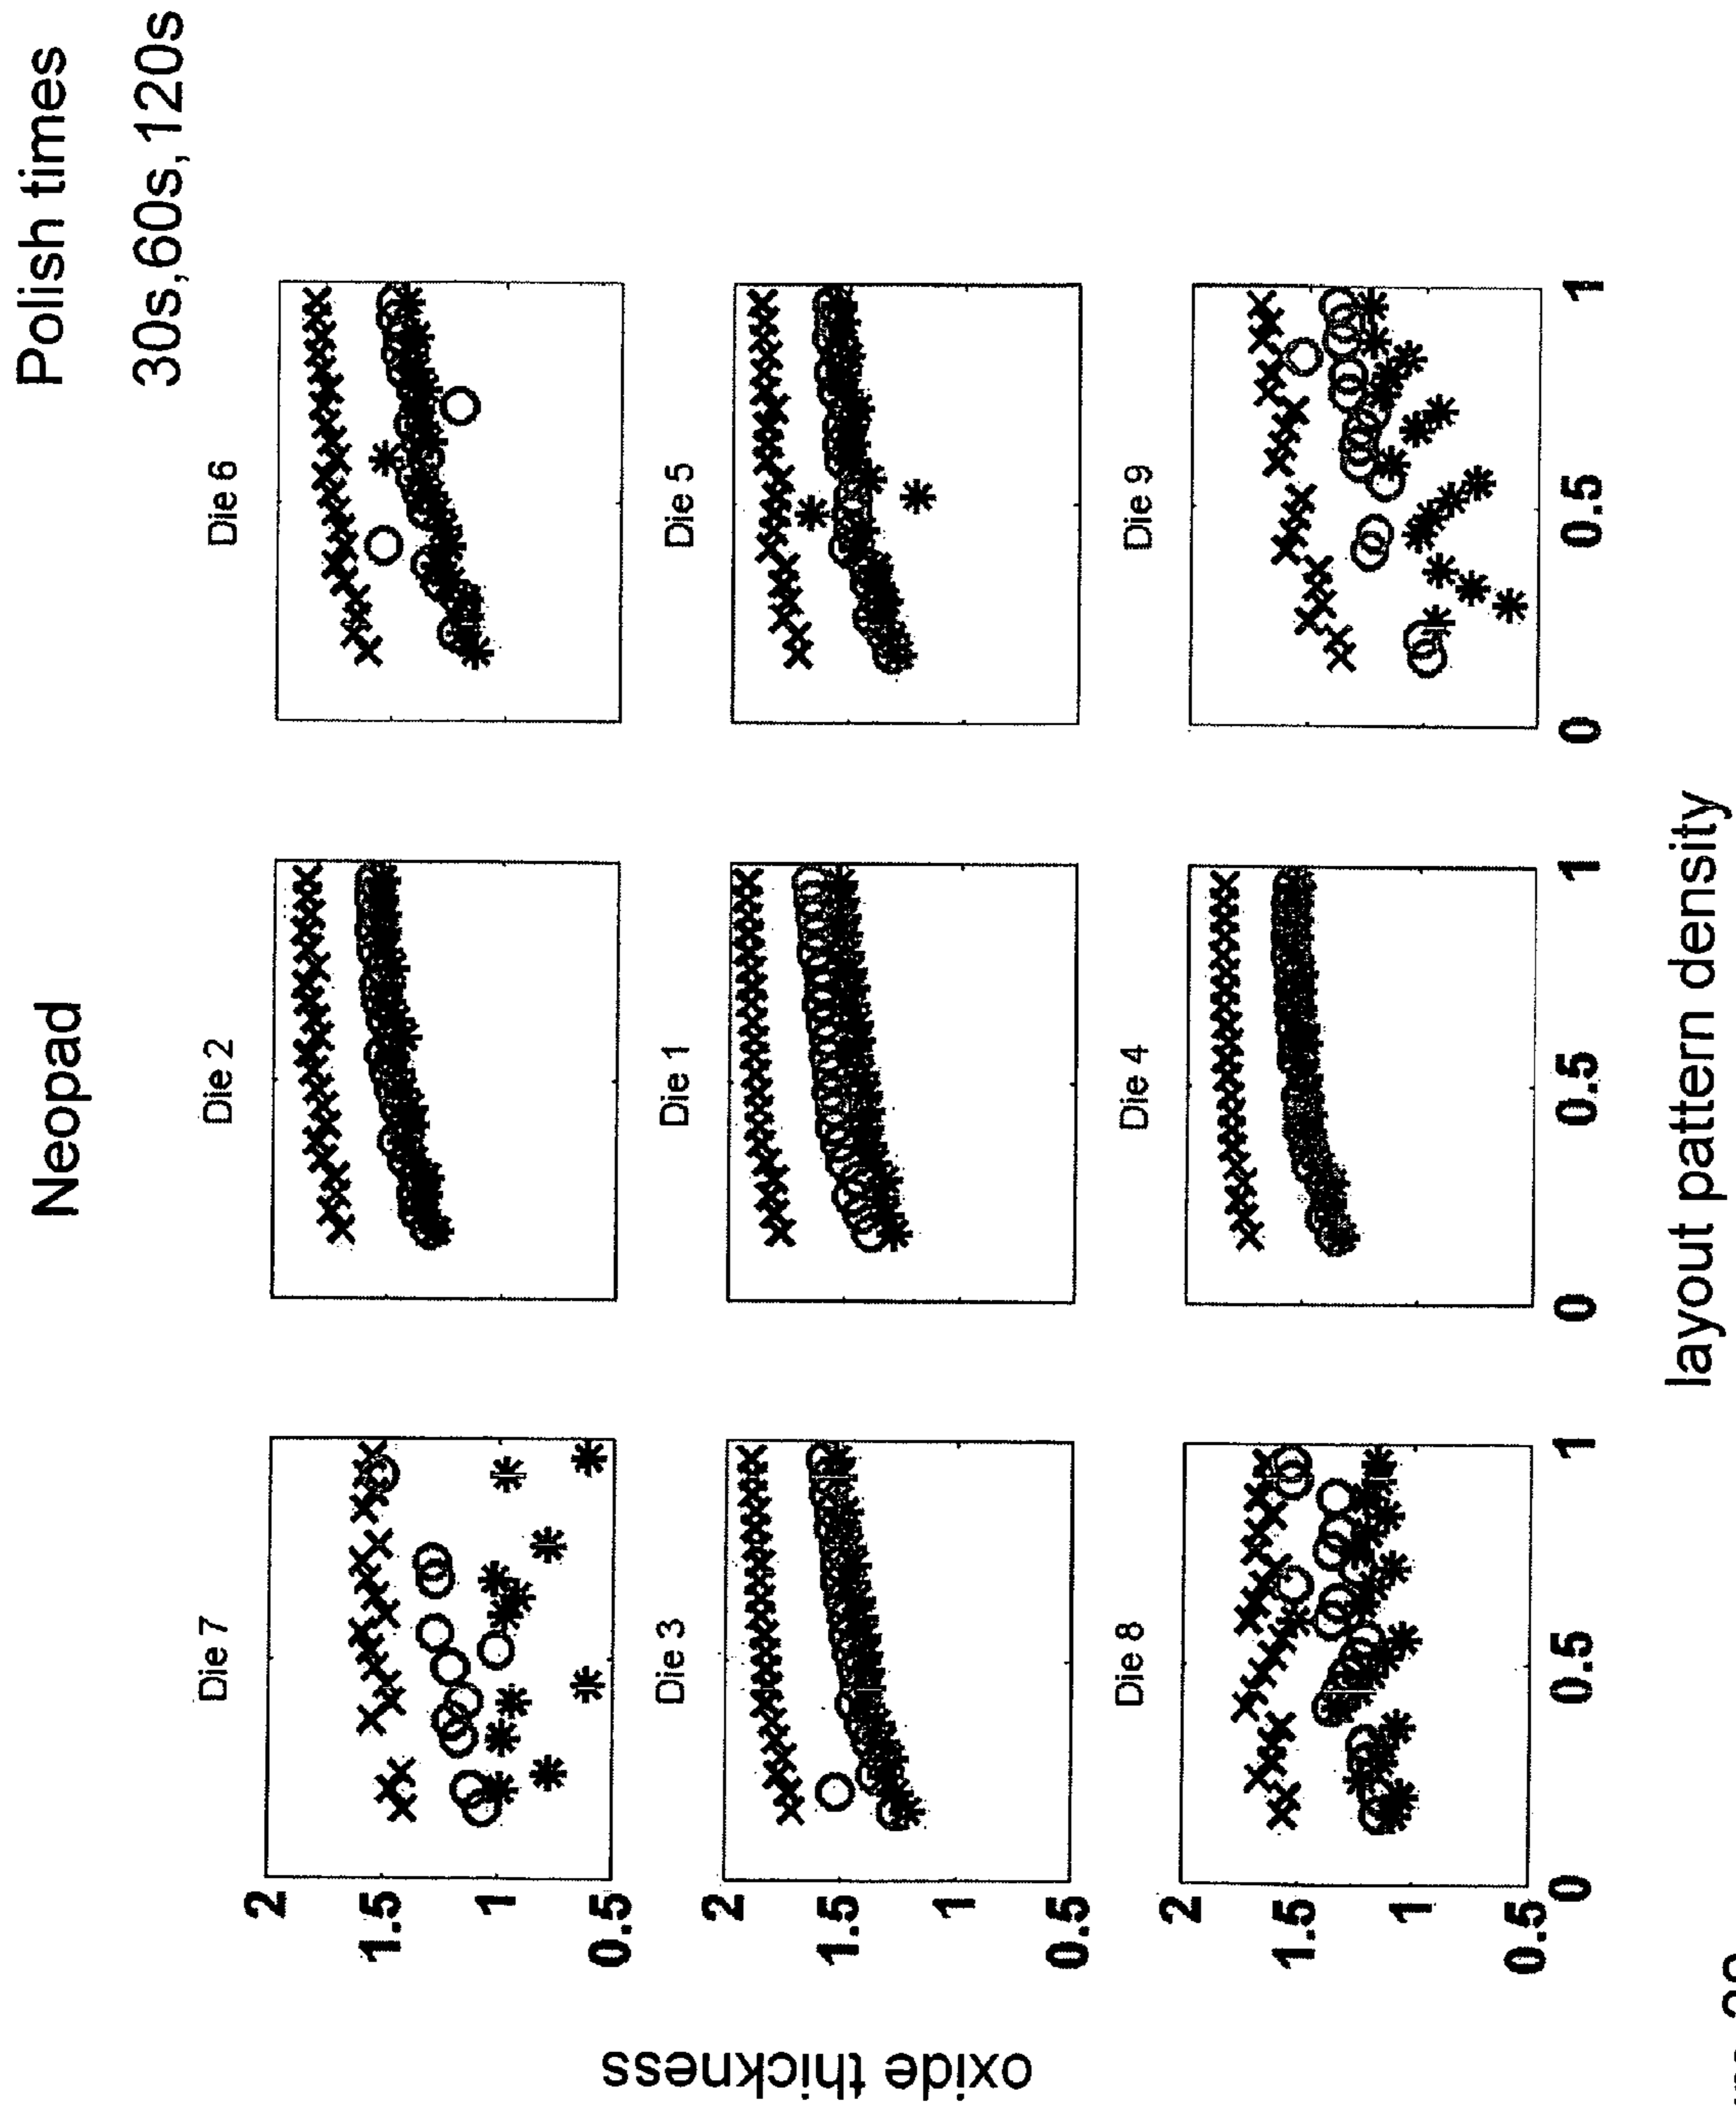 Neopad
Polish times
30s,60s,120s
Die 7
Die 2
Die 6
2
1.5
1
0.5
Die 3
Die 1
Die 5
2
1.5
1
0.5
Die 8
Die 4
Die 9
2
1.5
1
0.5
0 0.5 1
0 0.5 1
0 0.5 1
oxide thickness
layout pattern density